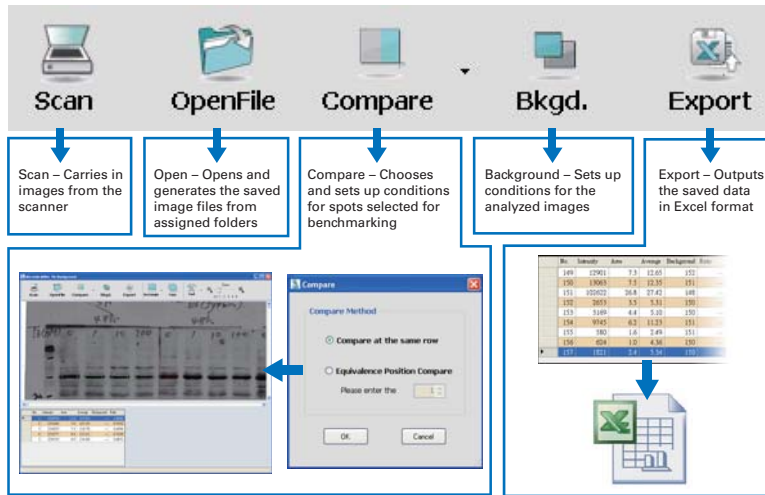 Scan
OpenFile
Compare
Bkgd.
Export
Scan – Carries in
images from the
scanner
Open – Opens and
generates the saved
image files from
assigned folders
Compare – Chooses
and sets up conditions
for spots selected for
benchmarking
Background – Sets up
conditions for the
analyzed images
Export – Outputs
the saved data
in Excel format
Compare
Compare Method
Compare at the same row
Equivalence Position Compare
Please enter the
OK
Cancel
No. Intensity Area Average Background
149 12901 7.3 12.65 152
150 13063 7.3 12.35 151
151 102622 26.8 27.42 148
152 2653 3.3 5.31 150
153 5169 4.4 5.10 150
154 9745 6.2 11.23 151
155 580 1.6 2.49 151
156 624 1.0 4.36 150
157 1821 2.4 5.54 150